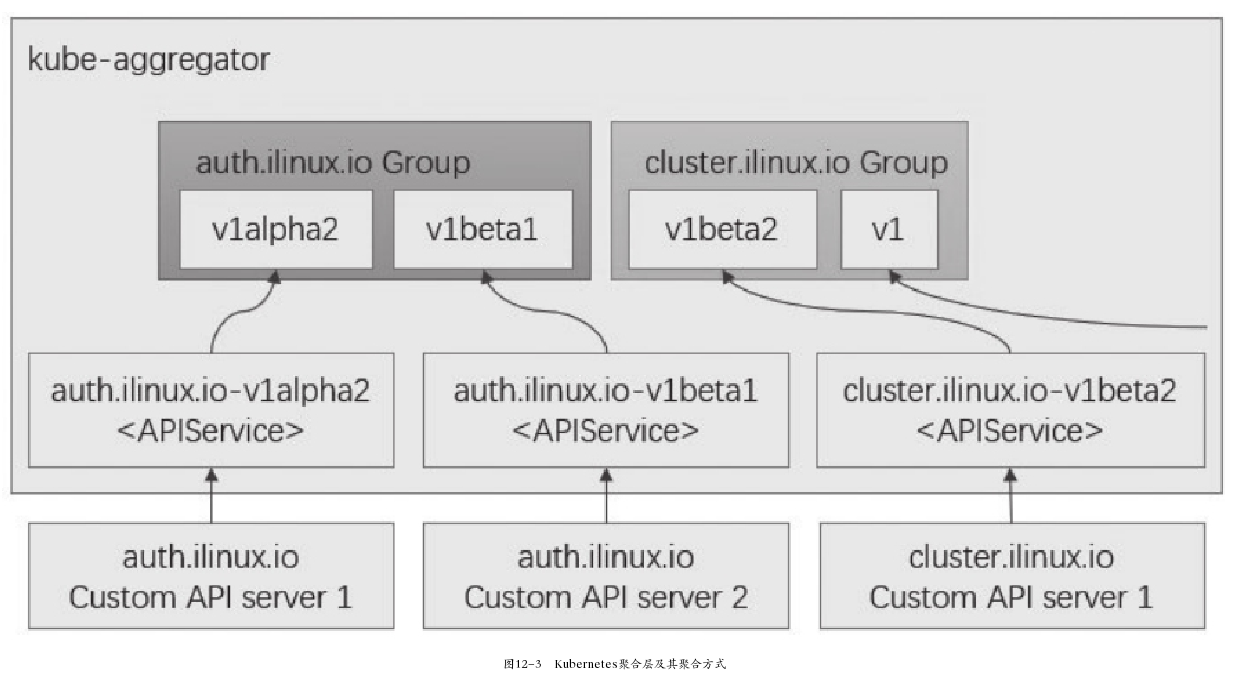 kube-aggregator
auth.ilinux.io Group
cluster.ilinux.io Group
v1alpha2
v1beta1
v1beta2
v1
auth.ilinux.io-v1alpha2
<APIService>
auth.ilinux.io-v1beta1
<APIService>
cluster.ilinux.io-v1beta2
<APIService>
auth.ilinux.io
Custom API server 1
auth.ilinux.io
Custom API server 2
cluster.ilinux.io
Custom API server 1
图12-3 Kubernetes聚合层及其聚合方式